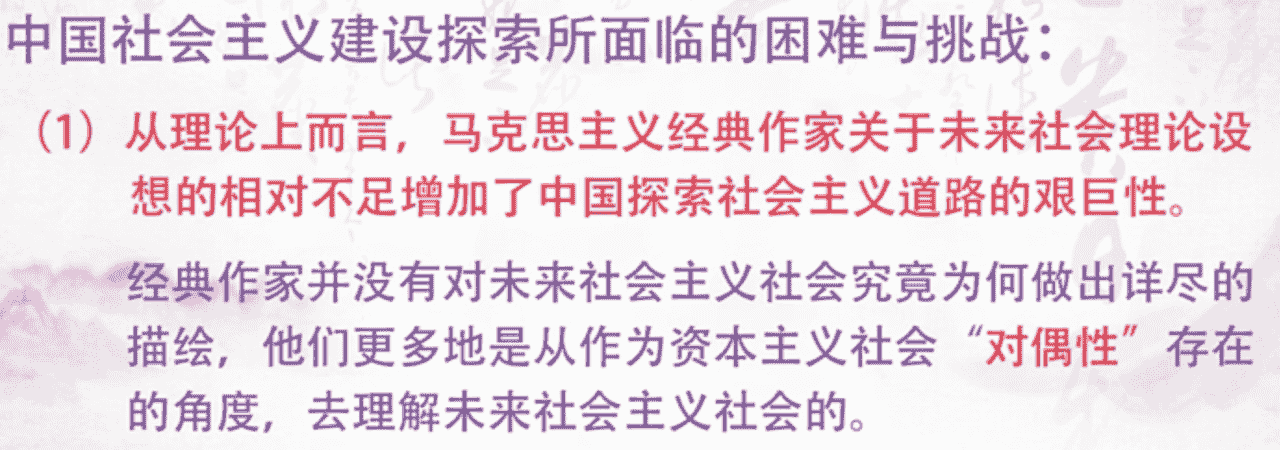 中国社会主义建设探索所面临的困难与挑战：
（1）从理论上而言，马克思主义经典作家关于未来社会理论设
想的相对不足增加了中国探索社会主义道路的艰巨性。
经典作家并没有对未来社会主义社会究竟为何做出详尽的
描绘，他们更多地是从作为资本主义社会“对偶性”存在
的角度，去理解未来社会主义社会的。